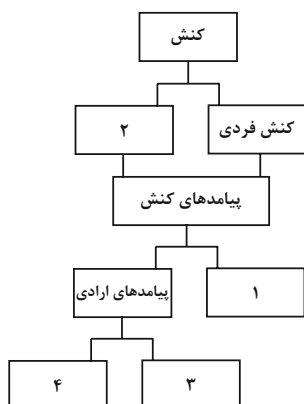 کنش
کنش فردی
۲
پیامدهای کنش
۱
پیامدهای ارادی
۳
۴